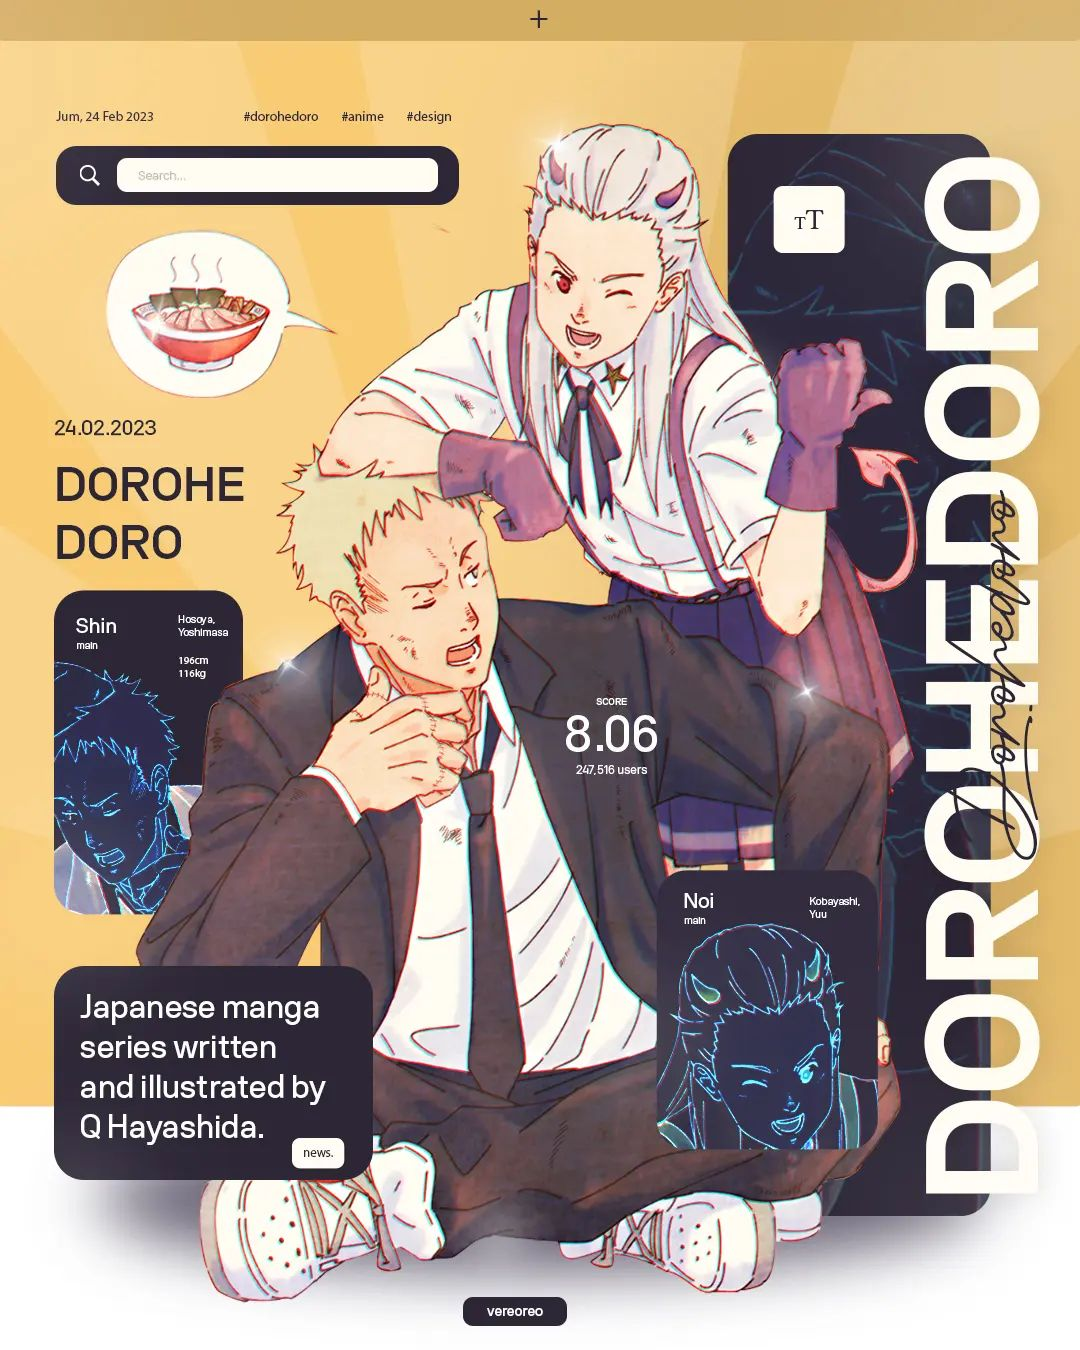 +
Jum, 24 Feb 2023
#dorohedoro #anime #design
Search...
TT
24.02.2023
DOROHE
DORO
Shin
main
Hosoya,
Yoshimasa
196cm
116kg
SCORE
8.06
247,516 users
Noi
main
Kobayashi,
Yuu
Japanese manga
series written
and illustrated by
Q Hayashida.
news.
DOROHEDORO
Dorohedoro
vereoreo